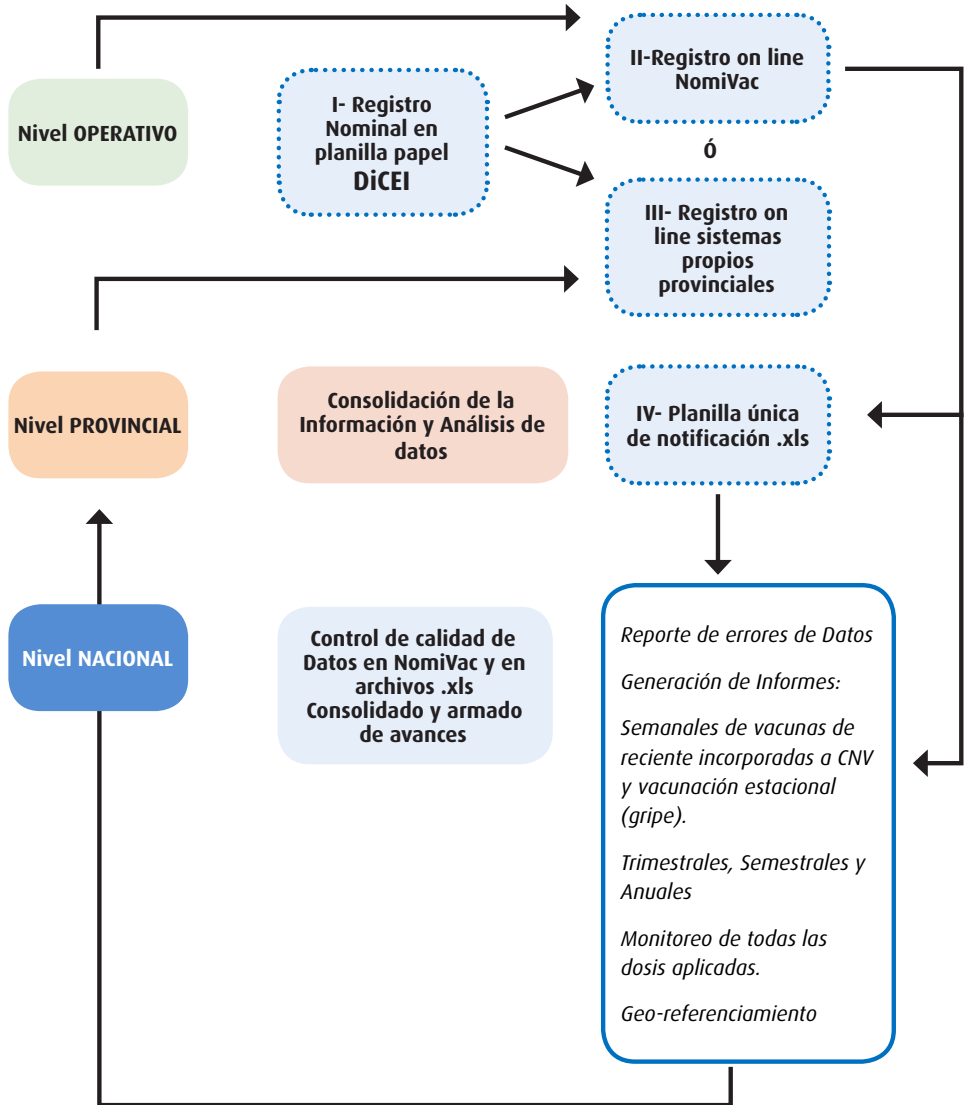 Nivel OPERATIVO
I- Registro
Nominal en
planilla papel
DiCEI
II-Registro on line
NomiVac
Ó
III- Registro on
line sistemas
propios
provinciales
Nivel PROVINCIAL
Consolidación de la
Información y Análisis de
datos
IV- Planilla única
de notificación .xls
Nivel NACIONAL
Control de calidad de
Datos en NomiVac y en
archivos .xls
Consolidado y armado
de avances
Reporte de errores de Datos
Generación de Informes:
Semanales de vacunas de
reciente incorporadas a CNV
y vacunación estacional
(gripe).
Trimestrales, Semestrales y
Anuales
Monitoreo de todas las
dosis aplicadas.
Geo-referenciamiento